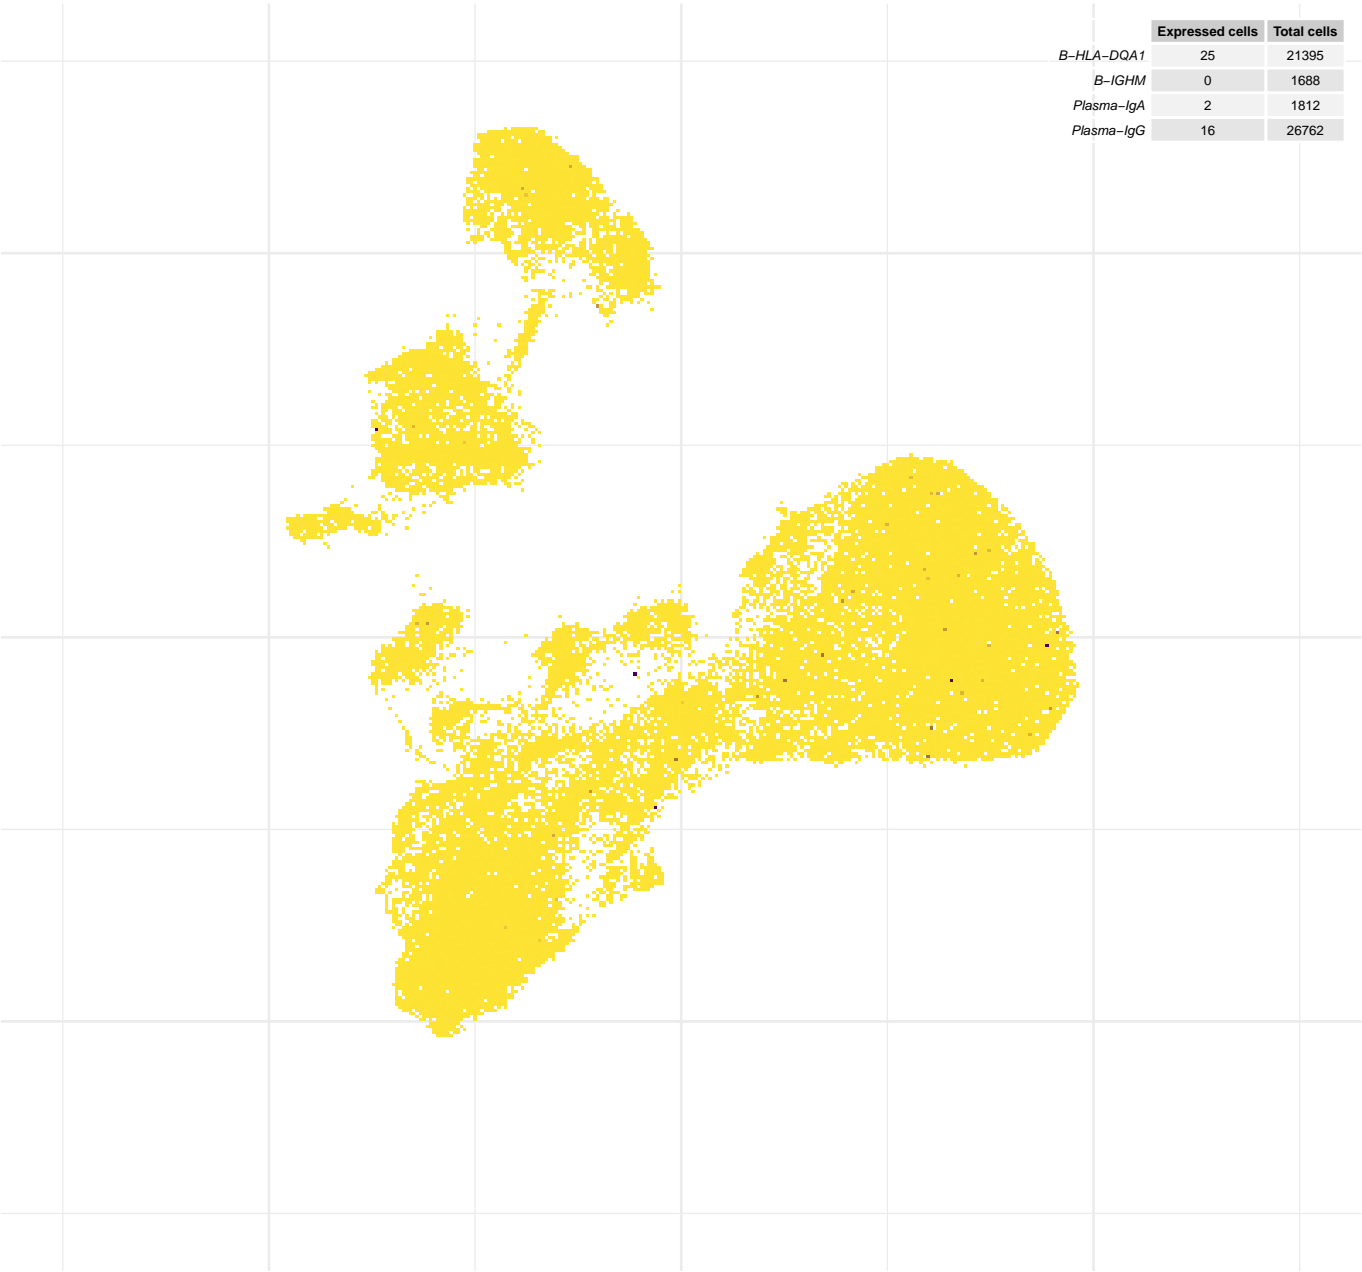 Expressed cells Total cells
B−HLA−DQA1 25 21395
B−IGHM 0 1688
Plasma−IgA 2 1812
Plasma−IgG 16 26762